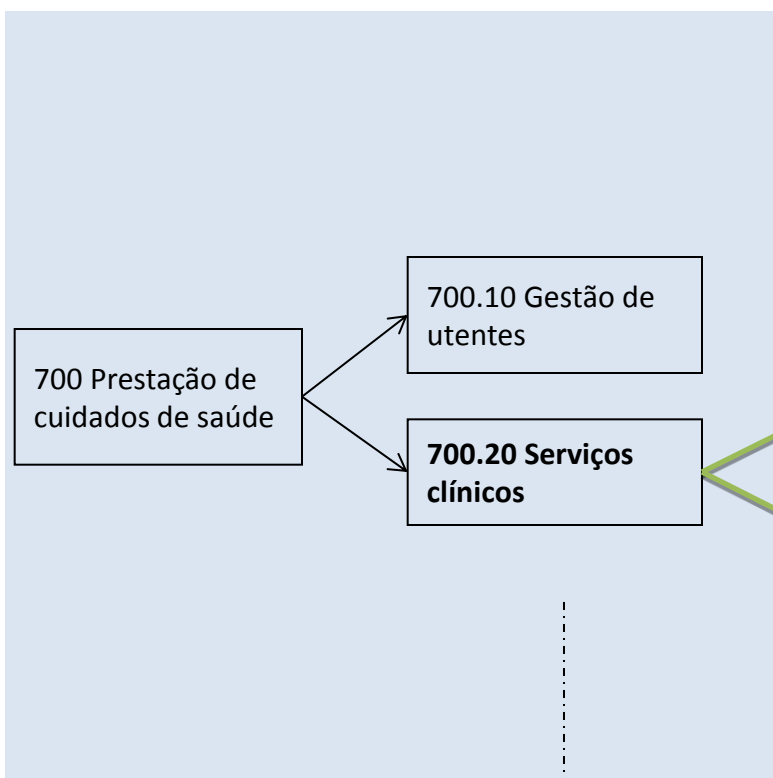 700.10 Gestão de
utentes
700 Prestação de
cuidados de saúde
700.20 Serviços
clínicos